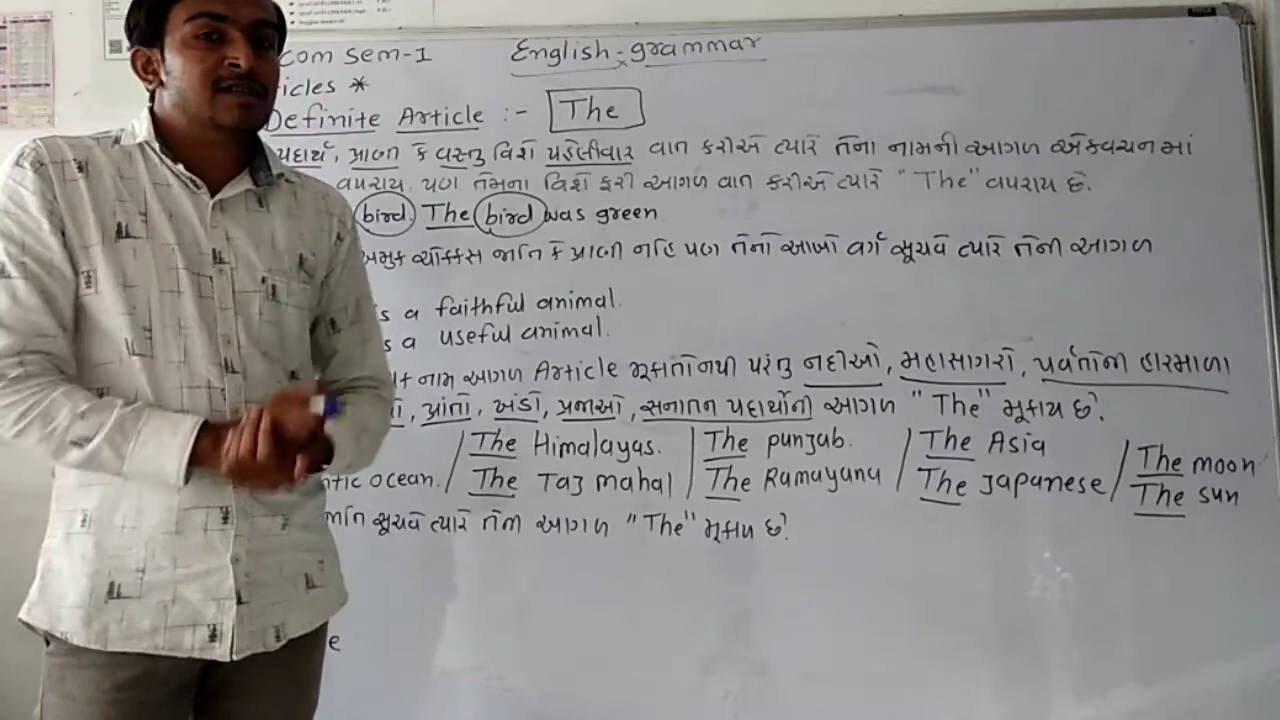 com sem-1 English grammar
icles *
Definite Article :- The
પદાર્થ, પ્રાણી કે વસ્તુ વિશે પહેલીવાર વાત કરીએ ત્યારે તેના નામની આગળ એકવચનમાં
વપરાય. પણ તેમના વિશે ફરી આગળ વાત કરીએ ત્યારે "The" વપરાય છે.
bird. The bird was green
અમુક ચોક્કસ જાતિ કે પ્રાણી નહિ પણ તેનો આખો વર્ગ સૂચવે ત્યારે તેની આગળ
is a faithful animal.
is a useful animal.
નામ આગળ Article મૂકાતો નથી પરંતુ નદીઓ, મહાસાગરો, પર્વતોની હારમાળા
, પ્રાંતો, ખંડો, પ્રજાઓ, સનાતન પદાર્થોની આગળ "The" મૂકાય છે.
/ The Himalayas. | The punjab. / The Asia / The moon
ntic ocean. / The Taj mahal | The Ramayana / The Japanese / The sun
જાતિ સૂચવે ત્યારે તેની આગળ "The" મૂકાય છે.
e